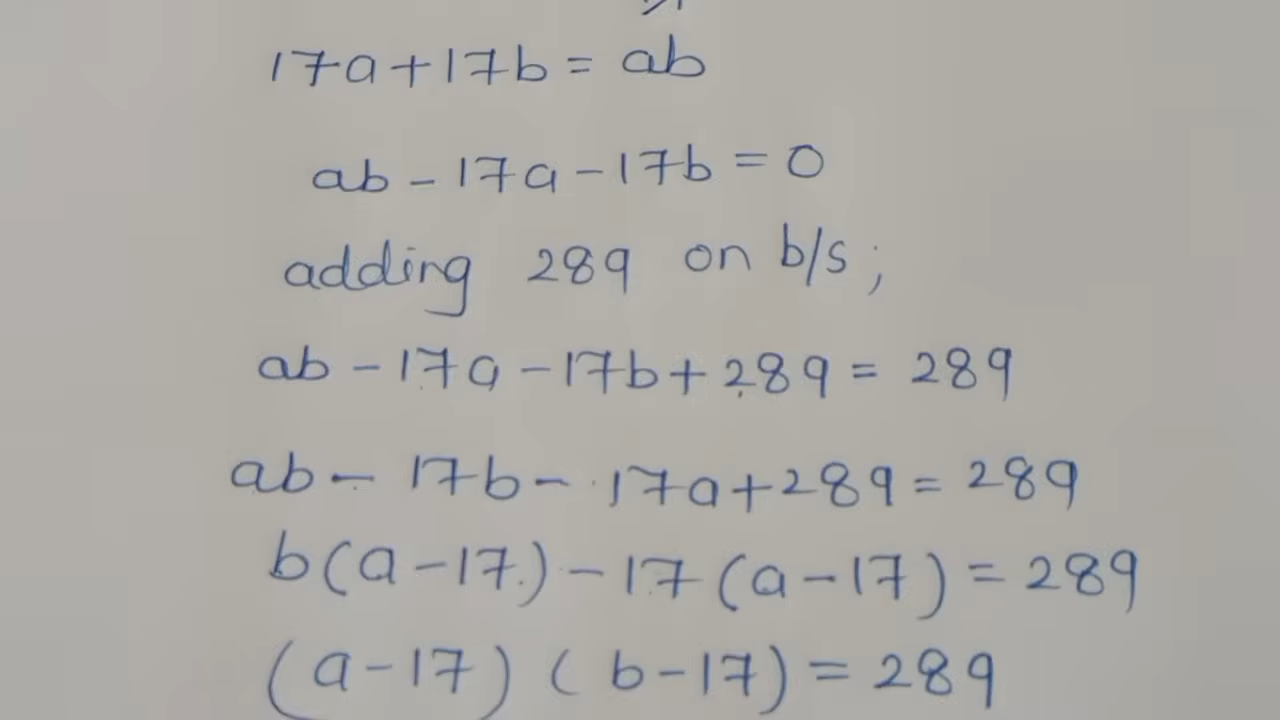 17a+17b = ab
ab - 17a - 17b = 0
adding 289 on b/s;
ab - 17a - 17b + 289 = 289
ab - 17b - 17a + 289 = 289
b(a-17) - 17(a-17) = 289
(a-17) (b-17) = 289